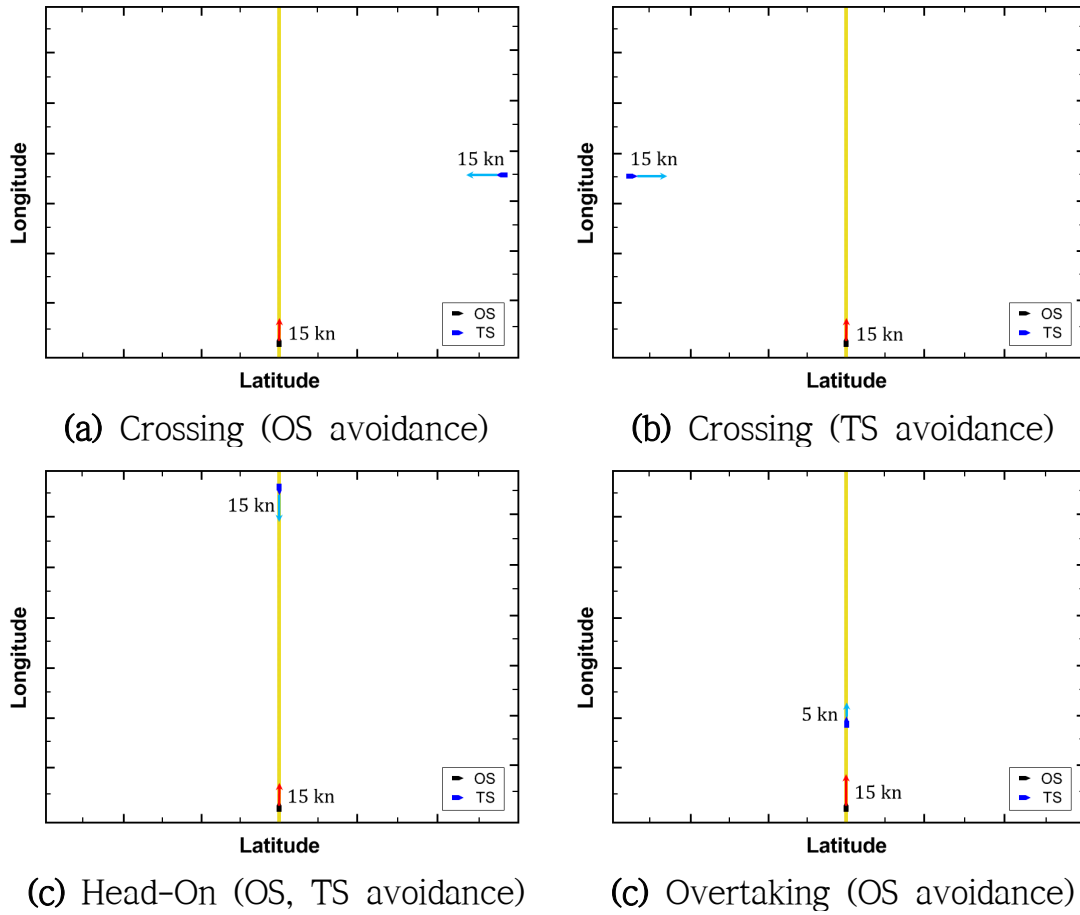 15 kn
Longitude
15 kn
OS
TS
Latitude
(a) Crossing (OS avoidance)
15 kn
Longitude
15 kn
OS
TS
Latitude
(b) Crossing (TS avoidance)
15 kn
Longitude
15 kn
OS
TS
Latitude
(c) Head-On (OS, TS avoidance)
5 kn
Longitude
15 kn
OS
TS
Latitude
(c) Overtaking (OS avoidance)